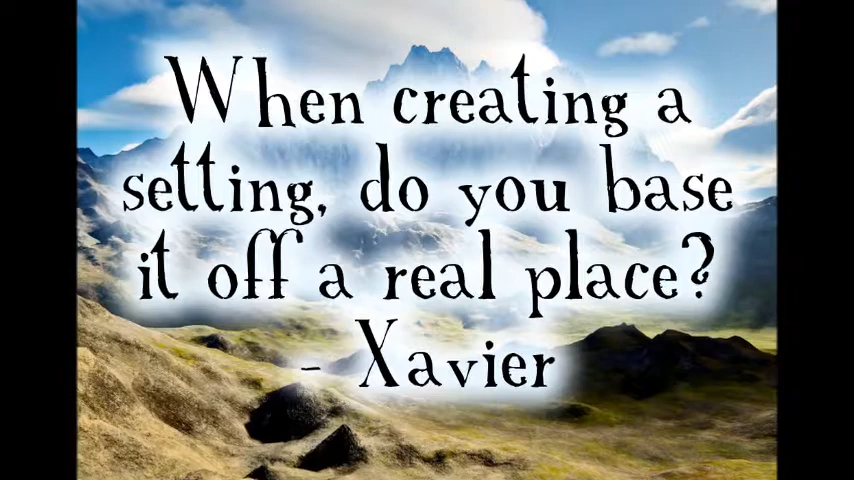 When creating a
setting, do you base
it off a real place?
- Xavier